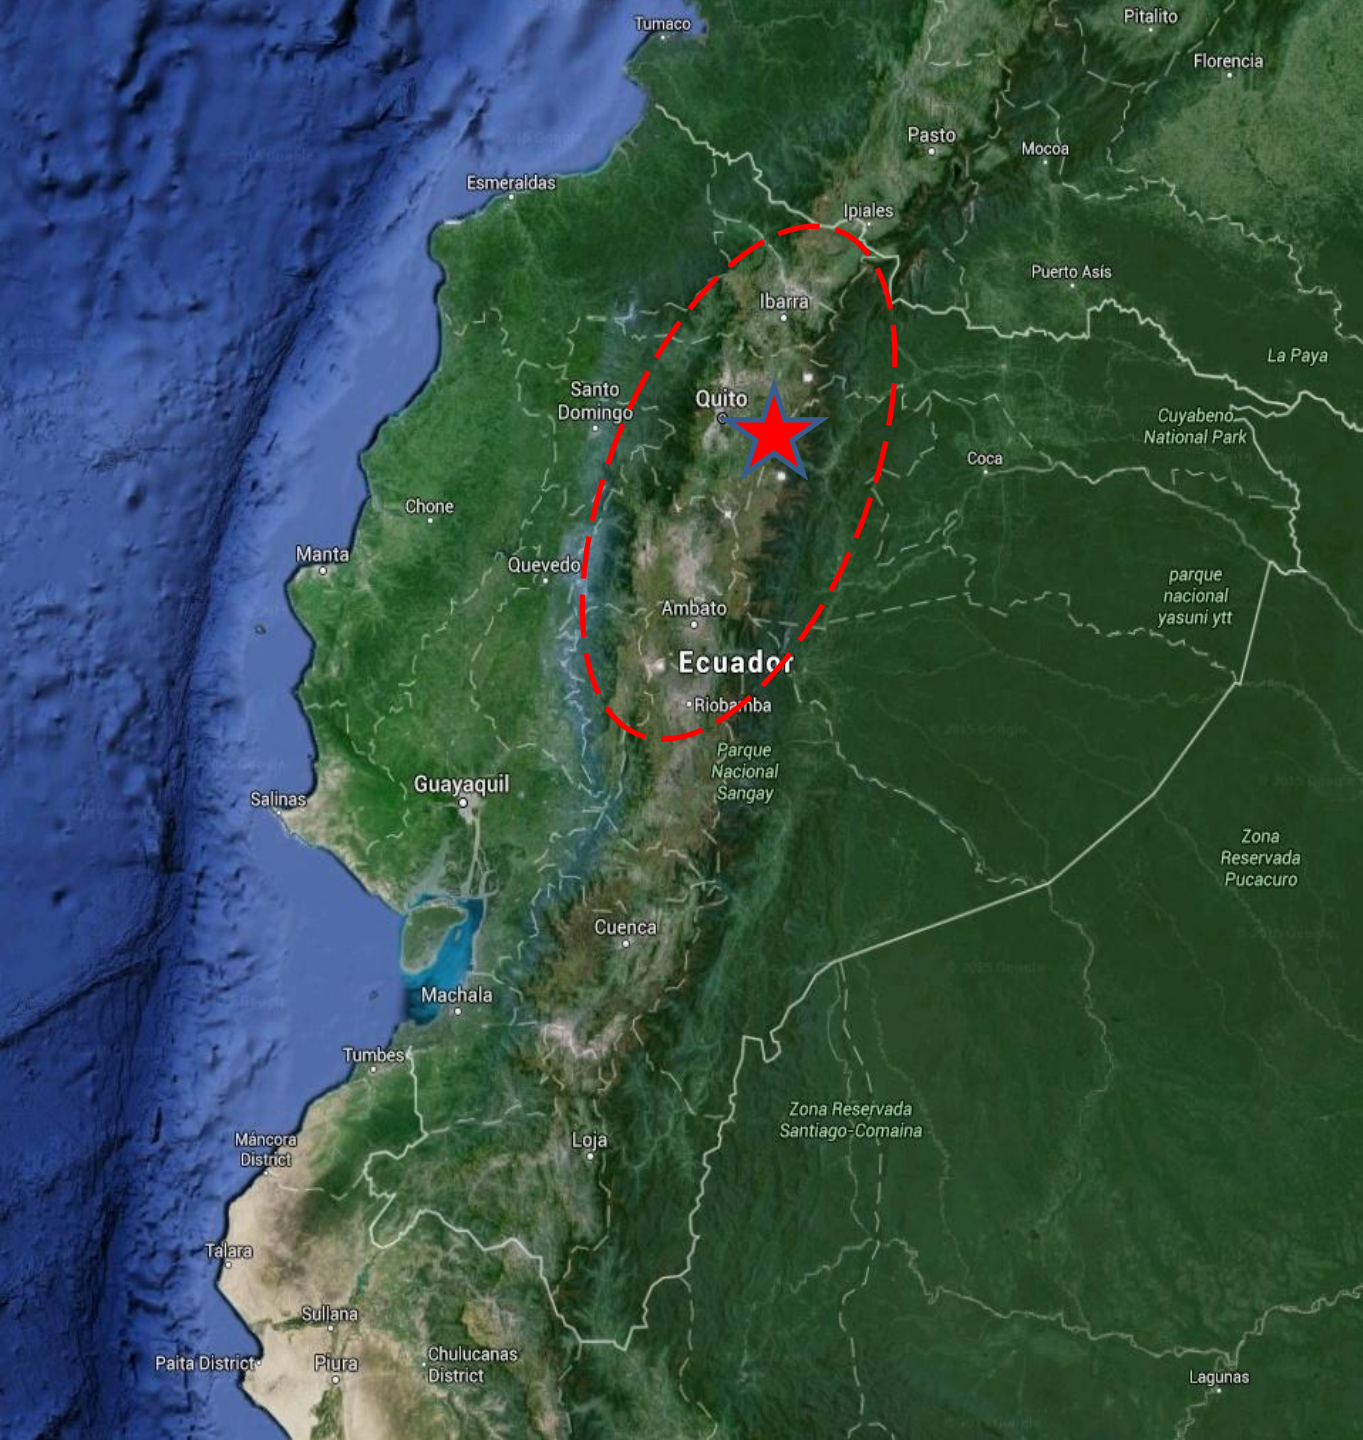 Tumaco
Pitalito
Florencia
Pasto
Mocoa
Esmeraldas
Ipiales
Puerto Asís
Ibarra
La Paya
Santo
Domingo
Quito
Cuyabeno
National Park
Coca
Chone
Manta
Quevedo
parque
nacional
yasuni ytt
Ambato
Ecuador
Riobamba
Parque
Nacional
Sangay
Guayaquil
Salinas
Zona
Reservada
Pucacuro
Cuenca
Machala
Tumbes
Zona Reservada
Santiago-Comaina
Máncora
District
Loja
Talara
Sullana
Paita District
Piura
Chulucanas
District
Lagunas